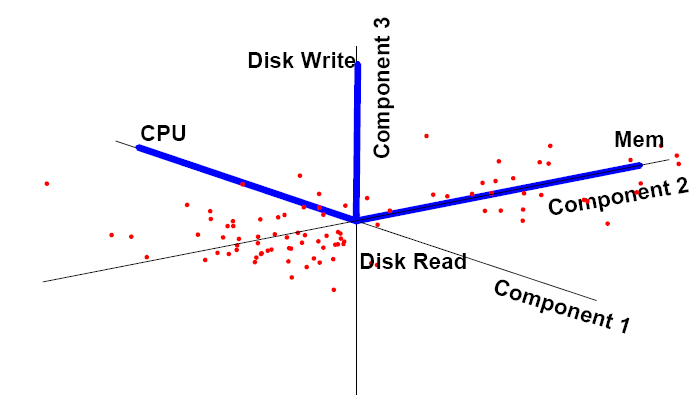 Disk Write
Component 3
CPU
Mem
Component 2
Disk Read
Component 1